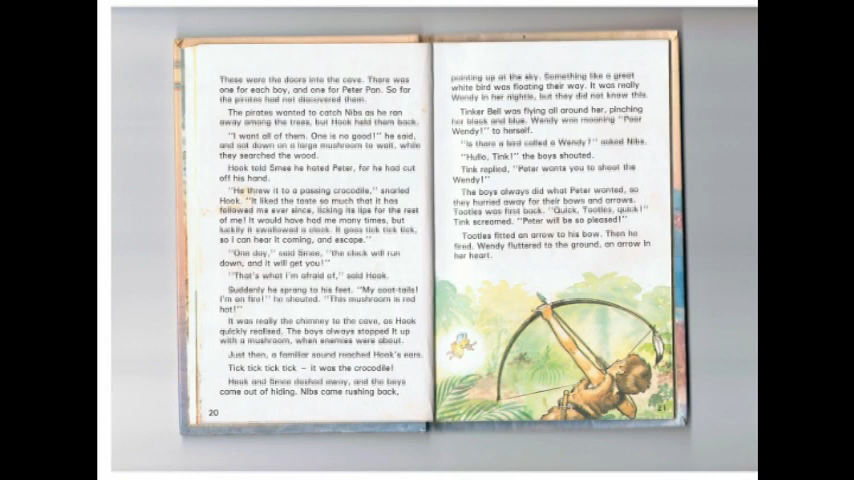 These were the doors into the cave. There was
one for each boy, and one for Peter Pan. So far
the pirates had not discovered them.
The pirates wanted to catch Nibs as he ran
away among the trees, but Hook held them back.
"I want all of them. One is no good!" he said,
and sat down on a large mushroom to wait, while
they searched the wood.
Hook told Smee he hated Peter, for he had cut
off his hand.
"He threw it to a passing crocodile," snarled
Hook. "It liked the taste so much that it has
followed me ever since, licking its lips for the rest
of me! It would have had me many times, but
luckily it swallowed a clock. It goes tick tick tick,
so I can hear it coming, and escape."
"One day," said Smee, "the clock will run
down, and it will get you!"
"That's what I'm afraid of," said Hook.
Suddenly he sprang to his feet. "My coat-tails!
I'm on fire!" he shouted. "This mushroom is red
hot!"
It was really the chimney to the cave, as Hook
quickly realised. The boys always stopped it up
with a mushroom, when enemies were about.
Just then, a familiar sound reached Hook's ears.
Tick tick tick tick – it was the crocodile!
Hook and Smee dashed away, and the boys
came out of hiding. Nibs came rushing back,
20
pointing up at the sky. Something like a great
white bird was floating their way. It was really
Wendy in her nightie, but they did not know this.
Tinker Bell was flying all around her, pinching
her black and blue. Wendy was moaning "Poor
Wendy!" to herself.
"Is there a bird called a Wendy?" asked Nibs.
"Hullo, Tink!" the boys shouted.
Tink replied, "Peter wants you to shoot the
Wendy!"
The boys always did what Peter wanted, so
they hurried away for their bows and arrows.
Tootles was first back. "Quick, Tootles, quick!"
Tink screamed. "Peter will be so pleased!"
Tootles fitted an arrow to his bow. Then he
fired. Wendy fluttered to the ground, an arrow in
her heart.
21